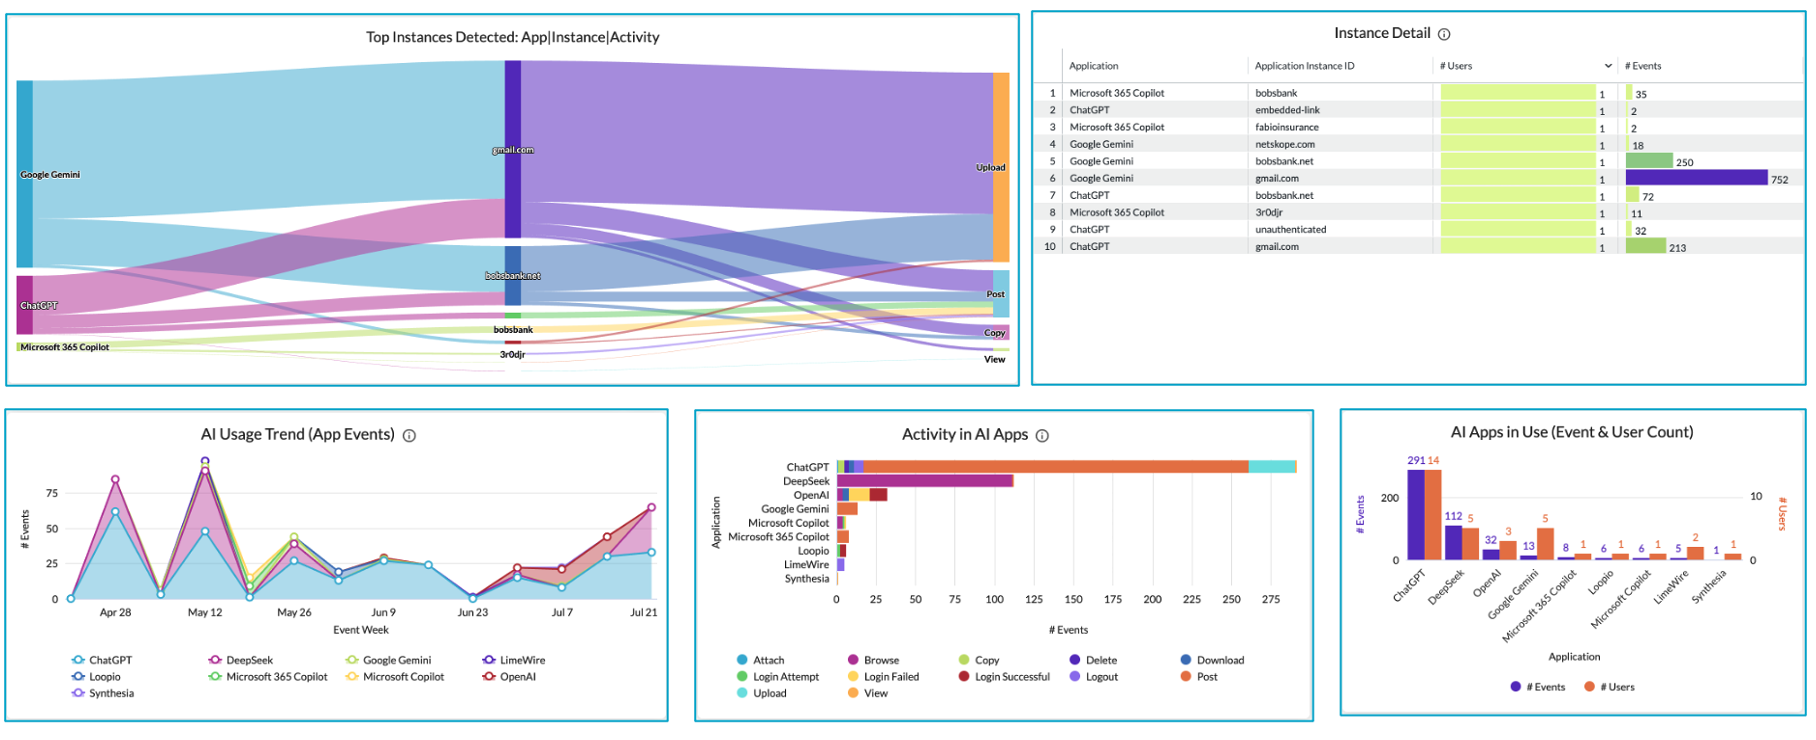 Top Instances Detected: App|Instance|Activity
Google Gemini
ChatGPT
Microsoft 365 Copilot
gmail.com
bobsbank.net
bobsbank
3r0djr
Upload
Post
Copy
View
Instance Detail
Application Application Instance ID # Users # Events
1 Microsoft 365 Copilot bobsbank 1 35
2 ChatGPT embedded-link 1 2
3 Microsoft 365 Copilot fabioinsurance 1 2
4 Google Gemini netskope.com 1 18
5 Google Gemini bobsbank.net 1 250
6 Google Gemini gmail.com 1 752
7 ChatGPT bobsbank.net 1 72
8 Microsoft 365 Copilot 3r0djr 1 11
9 ChatGPT unauthenticated 1 32
10 ChatGPT gmail.com 1 213
AI Usage Trend (App Events)
# Events
75
50
25
0
Apr 28 May 12 May 26 Jun 9 Jun 23 Jul 7 Jul 21
Event Week
ChatGPT DeepSeek Google Gemini LimeWire
Loopio Microsoft 365 Copilot Microsoft Copilot OpenAI
Synthesia
Activity in AI Apps
Application
ChatGPT
DeepSeek
OpenAI
Google Gemini
Microsoft Copilot
Microsoft 365 Copilot
Loopio
LimeWire
Synthesia
0 25 50 75 100 125 150 175 200 225 250 275
# Events
Attach Browse Copy Delete Download
Login Attempt Login Failed Login Successful Logout Post
Upload View
AI Apps in Use (Event & User Count)
# Events
200
0
291 14
112 5
32 3
13 5
8 1
6 1
6 1
5 2
1 1
10
0
# Users
ChatGPT
DeepSeek
OpenAI
Google Gemini
Microsoft 365 Copilot
Loopio
Microsoft Copilot
LimeWire
Synthesia
Application
# Events # Users